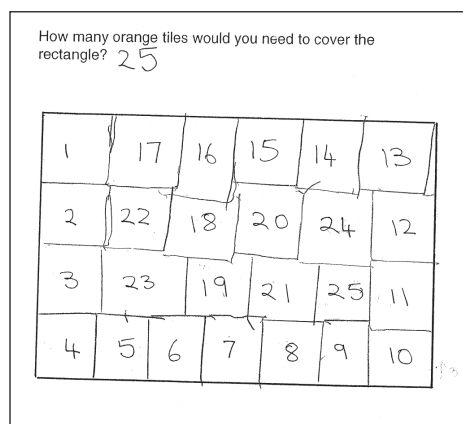 How many orange tiles would you need to cover the
rectangle? 25
1 17 16 15 14 13
2 22 18 20 24 12
3 23 19 21 25 11
4 5 6 7 8 9 10